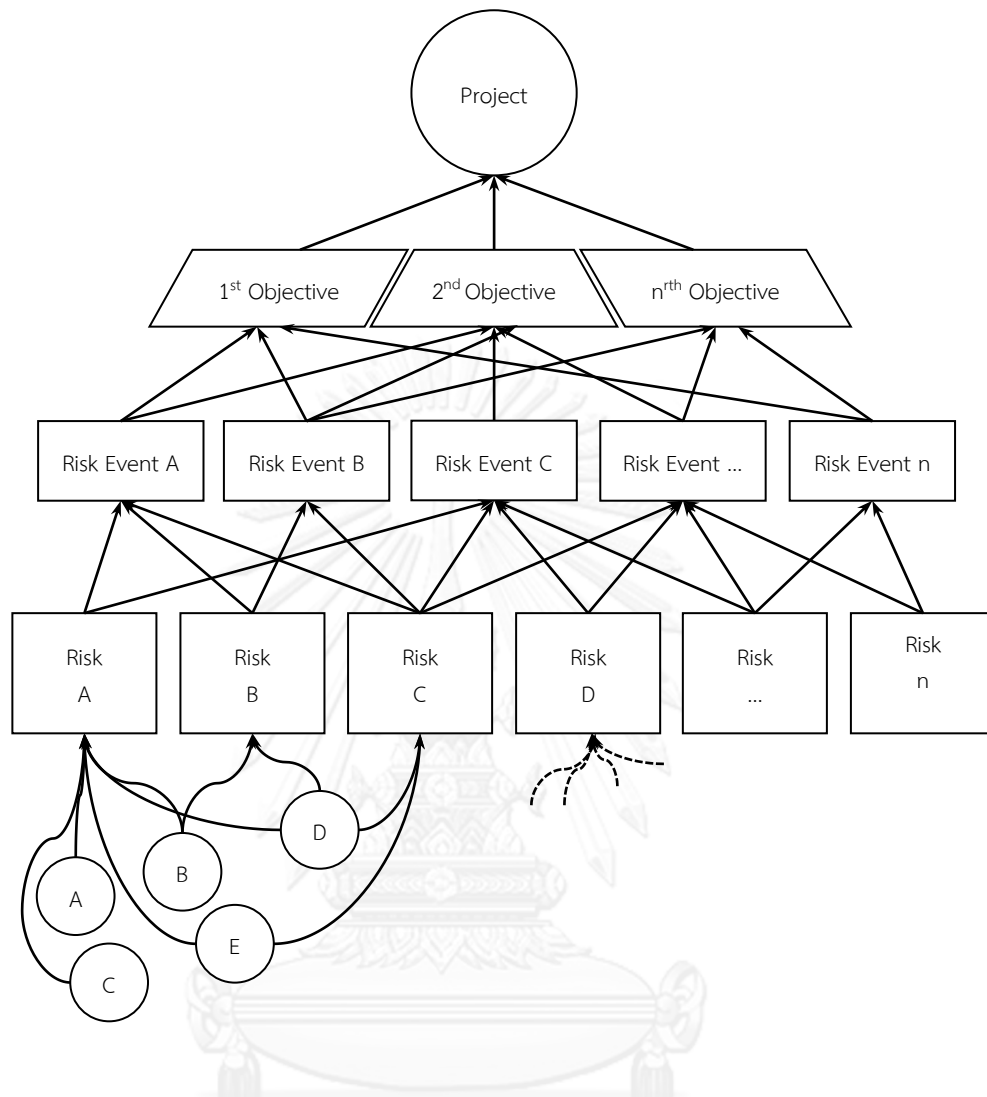 Project
1st Objective
2nd Objective
nrth Objective
Risk Event A
Risk Event B
Risk Event C
Risk Event ...
Risk Event n
Risk
A
Risk
B
Risk
C
Risk
D
Risk
...
Risk
n
D
B
A
E
C